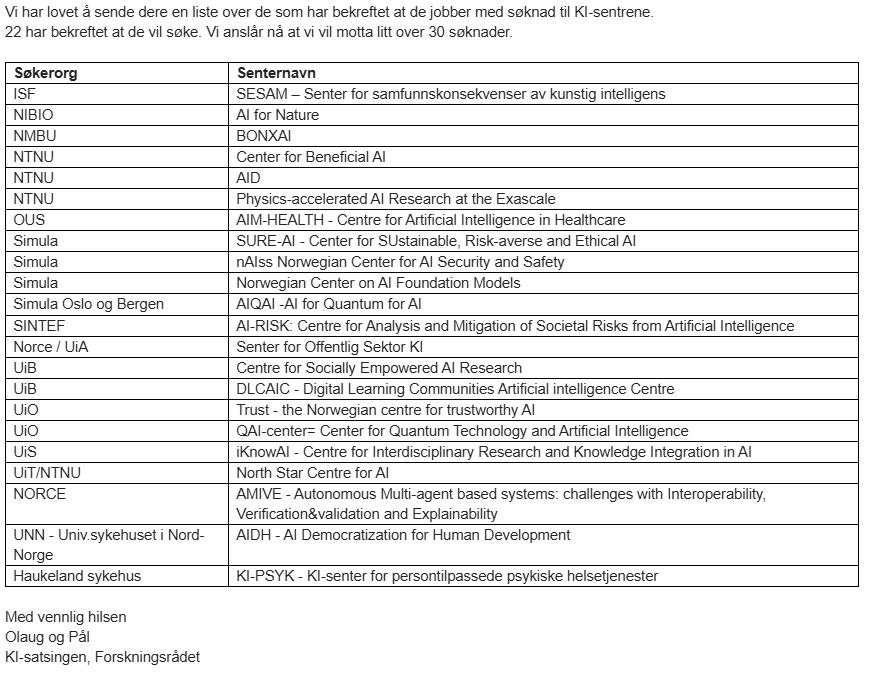 Vi har lovet å sende dere en liste over de som har bekreftet at de jobber med søknad til KI-sentrene.
22 har bekreftet at de vil søke. Vi anslår nå at vi vil motta litt over 30 søknader.
Søkerorg Senternavn
ISF SESAM – Senter for samfunnskonsekvenser av kunstig intelligens
NIBIO AI for Nature
NMBU BONXAI
NTNU Center for Beneficial AI
NTNU AID
NTNU Physics-accelerated AI Research at the Exascale
OUS AIM-HEALTH - Centre for Artificial Intelligence in Healthcare
Simula SURE-AI - Center for SUstainable, Risk-averse and Ethical AI
Simula nAIss Norwegian Center for AI Security and Safety
Simula Norwegian Center on AI Foundation Models
Simula Oslo og Bergen AIQAI -AI for Quantum for AI
SINTEF AI-RISK: Centre for Analysis and Mitigation of Societal Risks from Artificial Intelligence
Norce / UiA Senter for Offentlig Sektor KI
UiB Centre for Socially Empowered AI Research
UiB DLCAIC - Digital Learning Communities Artificial intelligence Centre
UiO Trust - the Norwegian centre for trustworthy AI
UiO QAI-center= Center for Quantum Technology and Artificial Intelligence
UiS iKnowAI - Centre for Interdisciplinary Research and Knowledge Integration in AI
UiT/NTNU North Star Centre for AI
NORCE AMIVE - Autonomous Multi-agent based systems: challenges with Interoperability,
Verification&validation and Explainability
UNN - Univ.sykehuset i Nord- AIDH - AI Democratization for Human Development
Norge
Haukeland sykehus KI-PSYK - KI-senter for persontilpassede psykiske helsetjenester
Med vennlig hilsen
Olaug og Pål
KI-satsingen, Forskningsrådet